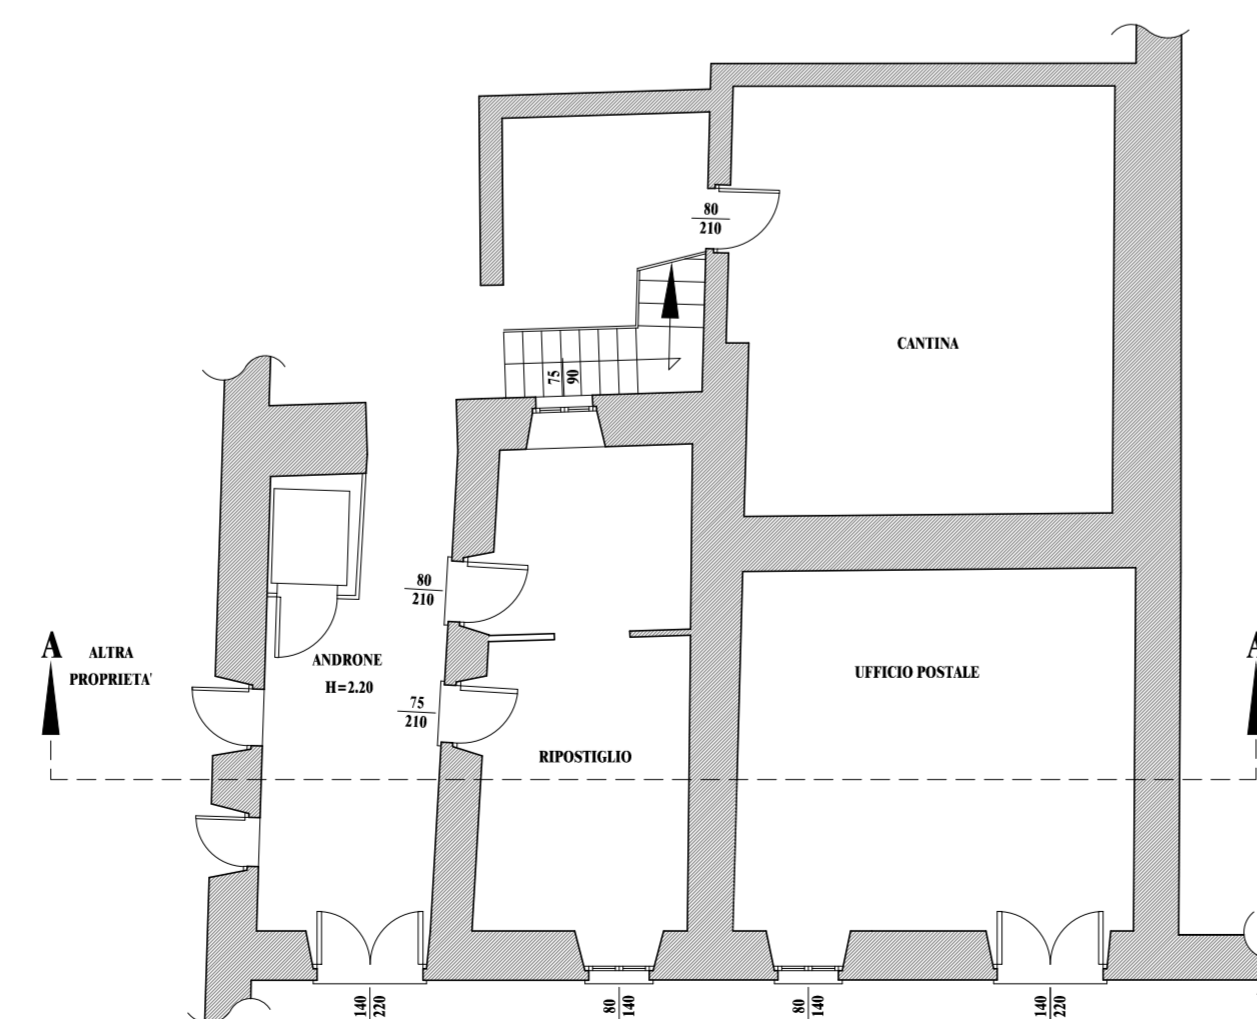 80
210
CANTINA
75
90
80
210
A
A
ALTRA
PROPRIETA'
ANDRONE
H=2.20
UFFICIO POSTALE
75
210
RIPOSTIGLIO
140
220
80
140
80
140
140
220